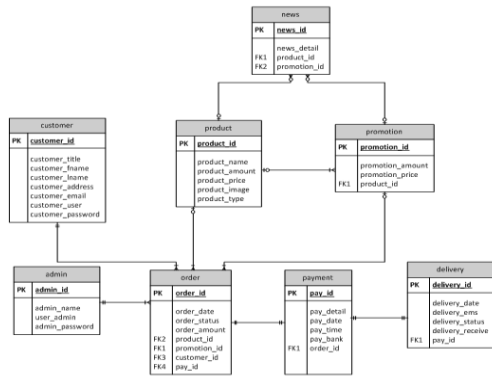 news
PK news_id
news_detail
FK1 product_id
FK2 promotion_id
customer
PK customer_id
customer_title
customer_fname
customer_lname
customer_address
customer_email
customer_user
customer_password
product
PK product_id
product_name
product_amount
product_price
product_image
product_type
promotion
PK promotion_id
promotion_amount
promotion_price
FK1 product_id
admin
PK admin_id
admin_name
user_admin
admin_password
order
PK order_id
order_date
order_status
order_amount
FK2 product_id
FK1 promotion_id
FK3 customer_id
FK4 pay_id
payment
PK pay_id
pay_detail
pay_date
pay_time
pay_bank
FK1 order_id
delivery
PK delivery_id
delivery_date
delivery_ems
delivery_status
delivery_receive
FK1 pay_id